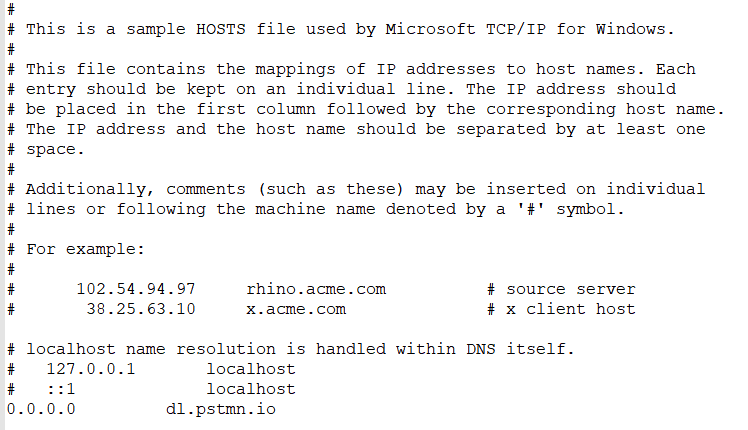 #
# This is a sample HOSTS file used by Microsoft TCP/IP for Windows.
#
# This file contains the mappings of IP addresses to host names. Each
# entry should be kept on an individual line. The IP address should
# be placed in the first column followed by the corresponding host name.
# The IP address and the host name should be separated by at least one
# space.
#
# Additionally, comments (such as these) may be inserted on individual
# lines or following the machine name denoted by a '#' symbol.
#
# For example:
#
#      102.54.94.97     rhino.acme.com          # source server
#       38.25.63.10     x.acme.com              # x client host

# localhost name resolution is handled within DNS itself.
#   127.0.0.1       localhost
#   ::1             localhost
0.0.0.0         dl.pstmn.io